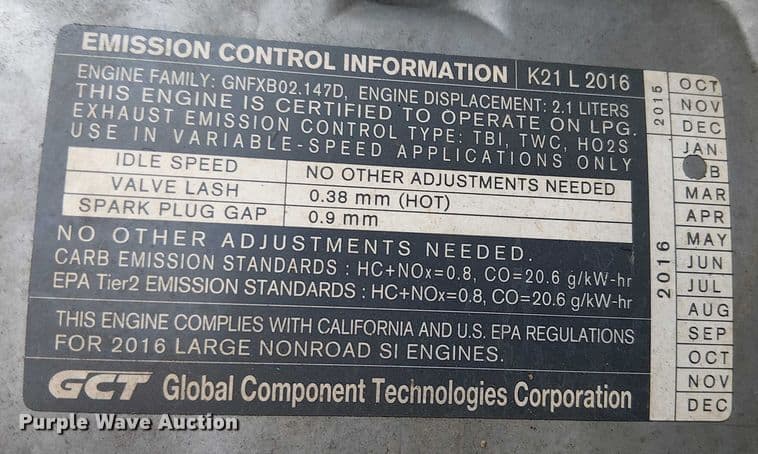 EMISSION CONTROL INFORMATION K21 L 2016
ENGINE FAMILY: GNFXB02.147D, ENGINE DISPLACEMENT: 2.1 LITERS
THIS ENGINE IS CERTIFIED TO OPERATE ON LPG.
EXHAUST EMISSION CONTROL TYPE: TBI, TWC, HO2S
USE IN VARIABLE-SPEED APPLICATIONS ONLY
IDLE SPEED NO OTHER ADJUSTMENTS NEEDED
VALVE LASH 0.38 mm (HOT)
SPARK PLUG GAP 0.9 mm
NO OTHER ADJUSTMENTS NEEDED.
CARB EMISSION STANDARDS : HC+NOx=0.8, CO=20.6 g/kW-hr
EPA Tier2 EMISSION STANDARDS : HC+NOx=0.8, CO=20.6 g/kW-hr
THIS ENGINE COMPLIES WITH CALIFORNIA AND U.S. EPA REGULATIONS
FOR 2016 LARGE NONROAD SI ENGINES.
GCT Global Component Technologies Corporation
2015
OCT
NOV
DEC
2016
JAN
B
MAR
APR
MAY
JUN
JUL
AUG
SEP
OCT
NOV
DEC
Purple Wave Auction